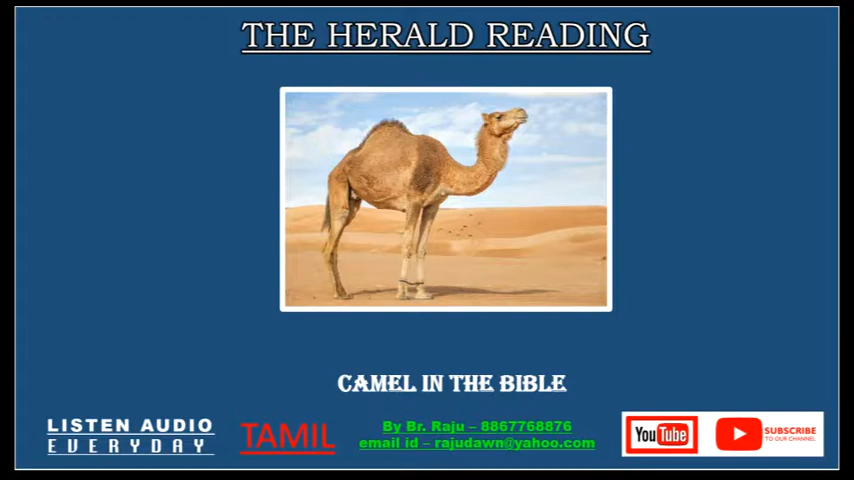 THE HERALD READING
CAMEL IN THE BIBLE
LISTEN AUDIO
EVERYDAY
TAMIL
By Br. Raju – 8867768876
email id – rajudawn@yahoo.com
YouTube
SUBSCRIBE
TO OUR CHANNEL